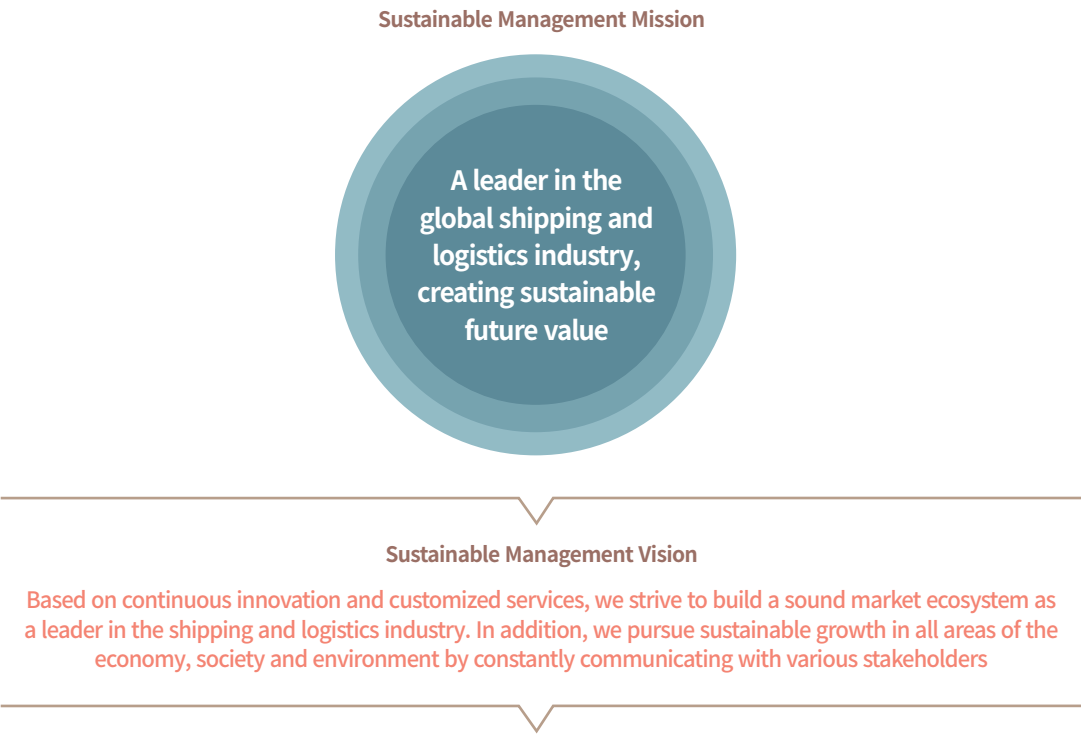 Sustainable Management Mission
A leader in the
global shipping and
logistics industry,
creating sustainable
future value
Sustainable Management Vision
Based on continuous innovation and customized services, we strive to build a sound market ecosystem as
a leader in the shipping and logistics industry. In addition, we pursue sustainable growth in all areas of the
economy, society and environment by constantly communicating with various stakeholders